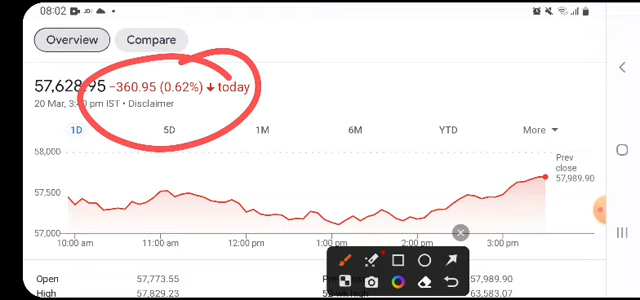 08:02
Overview Compare
57,628.95 −360.95 (0.62%) ↓ today
20 Mar, 3: pm IST • Disclaimer
1D 5D 1M 6M YTD More
58,000
57,500
57,000
Prev
close
57,989.90
10:00 am 11:00 am 12:00 pm 1:00 pm 2:00 pm 3:00 pm
Open 57,773.55 57,989.90
High 57,829.23 63,583.07